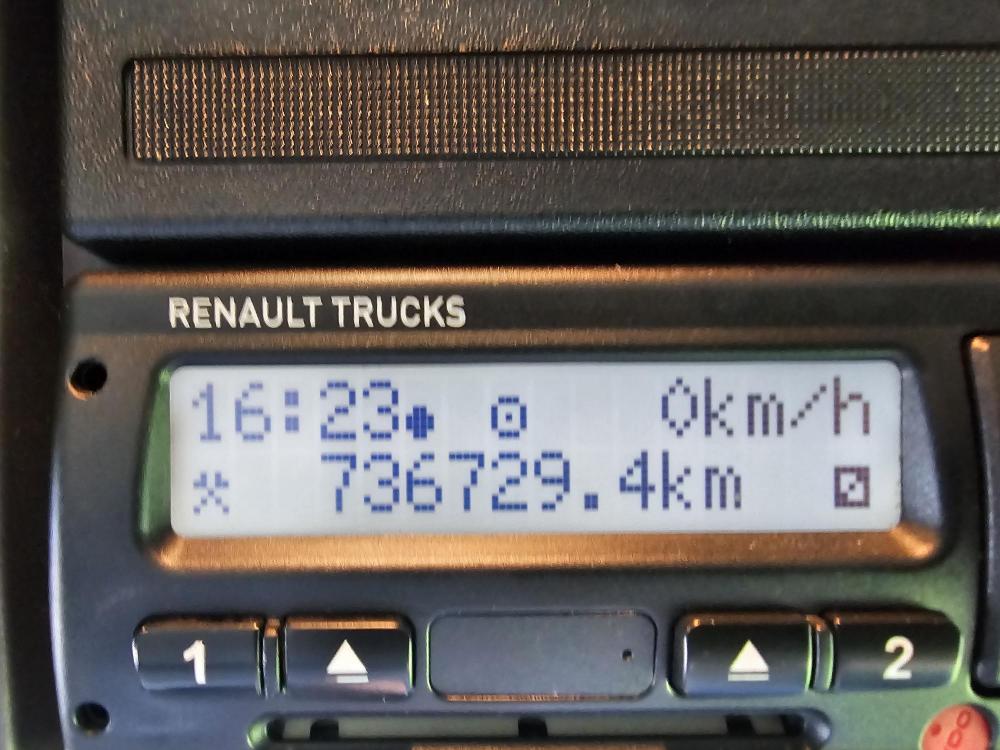 RENAULT TRUCKS
16:23 0km/h
736729.4km
1 2